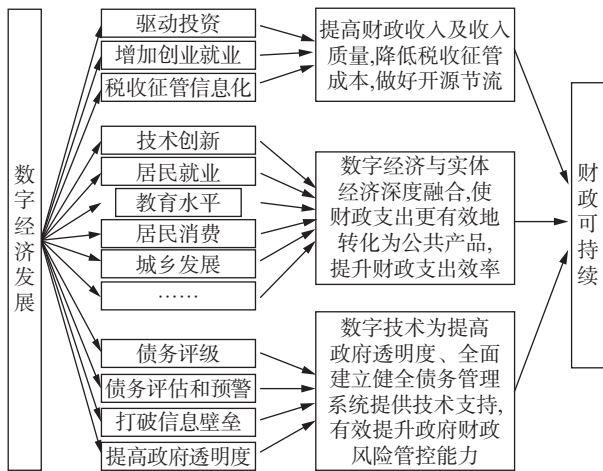 数字经济发展
驱动投资
增加创业就业
税收征管信息化
提高财政收入及收入
质量,降低税收征管
成本,做好开源节流
技术创新
居民就业
教育水平
居民消费
城乡发展
……
数字经济与实体
经济深度融合,使
财政支出更有效地
转化为公共产品,
提升财政支出效率
债务评级
债务评估和预警
打破信息壁垒
提高政府透明度
数字技术为提高
政府透明度、全面
建立健全债务管理
系统提供技术支持,
有效提升政府财政
风险管控能力
财政可持续